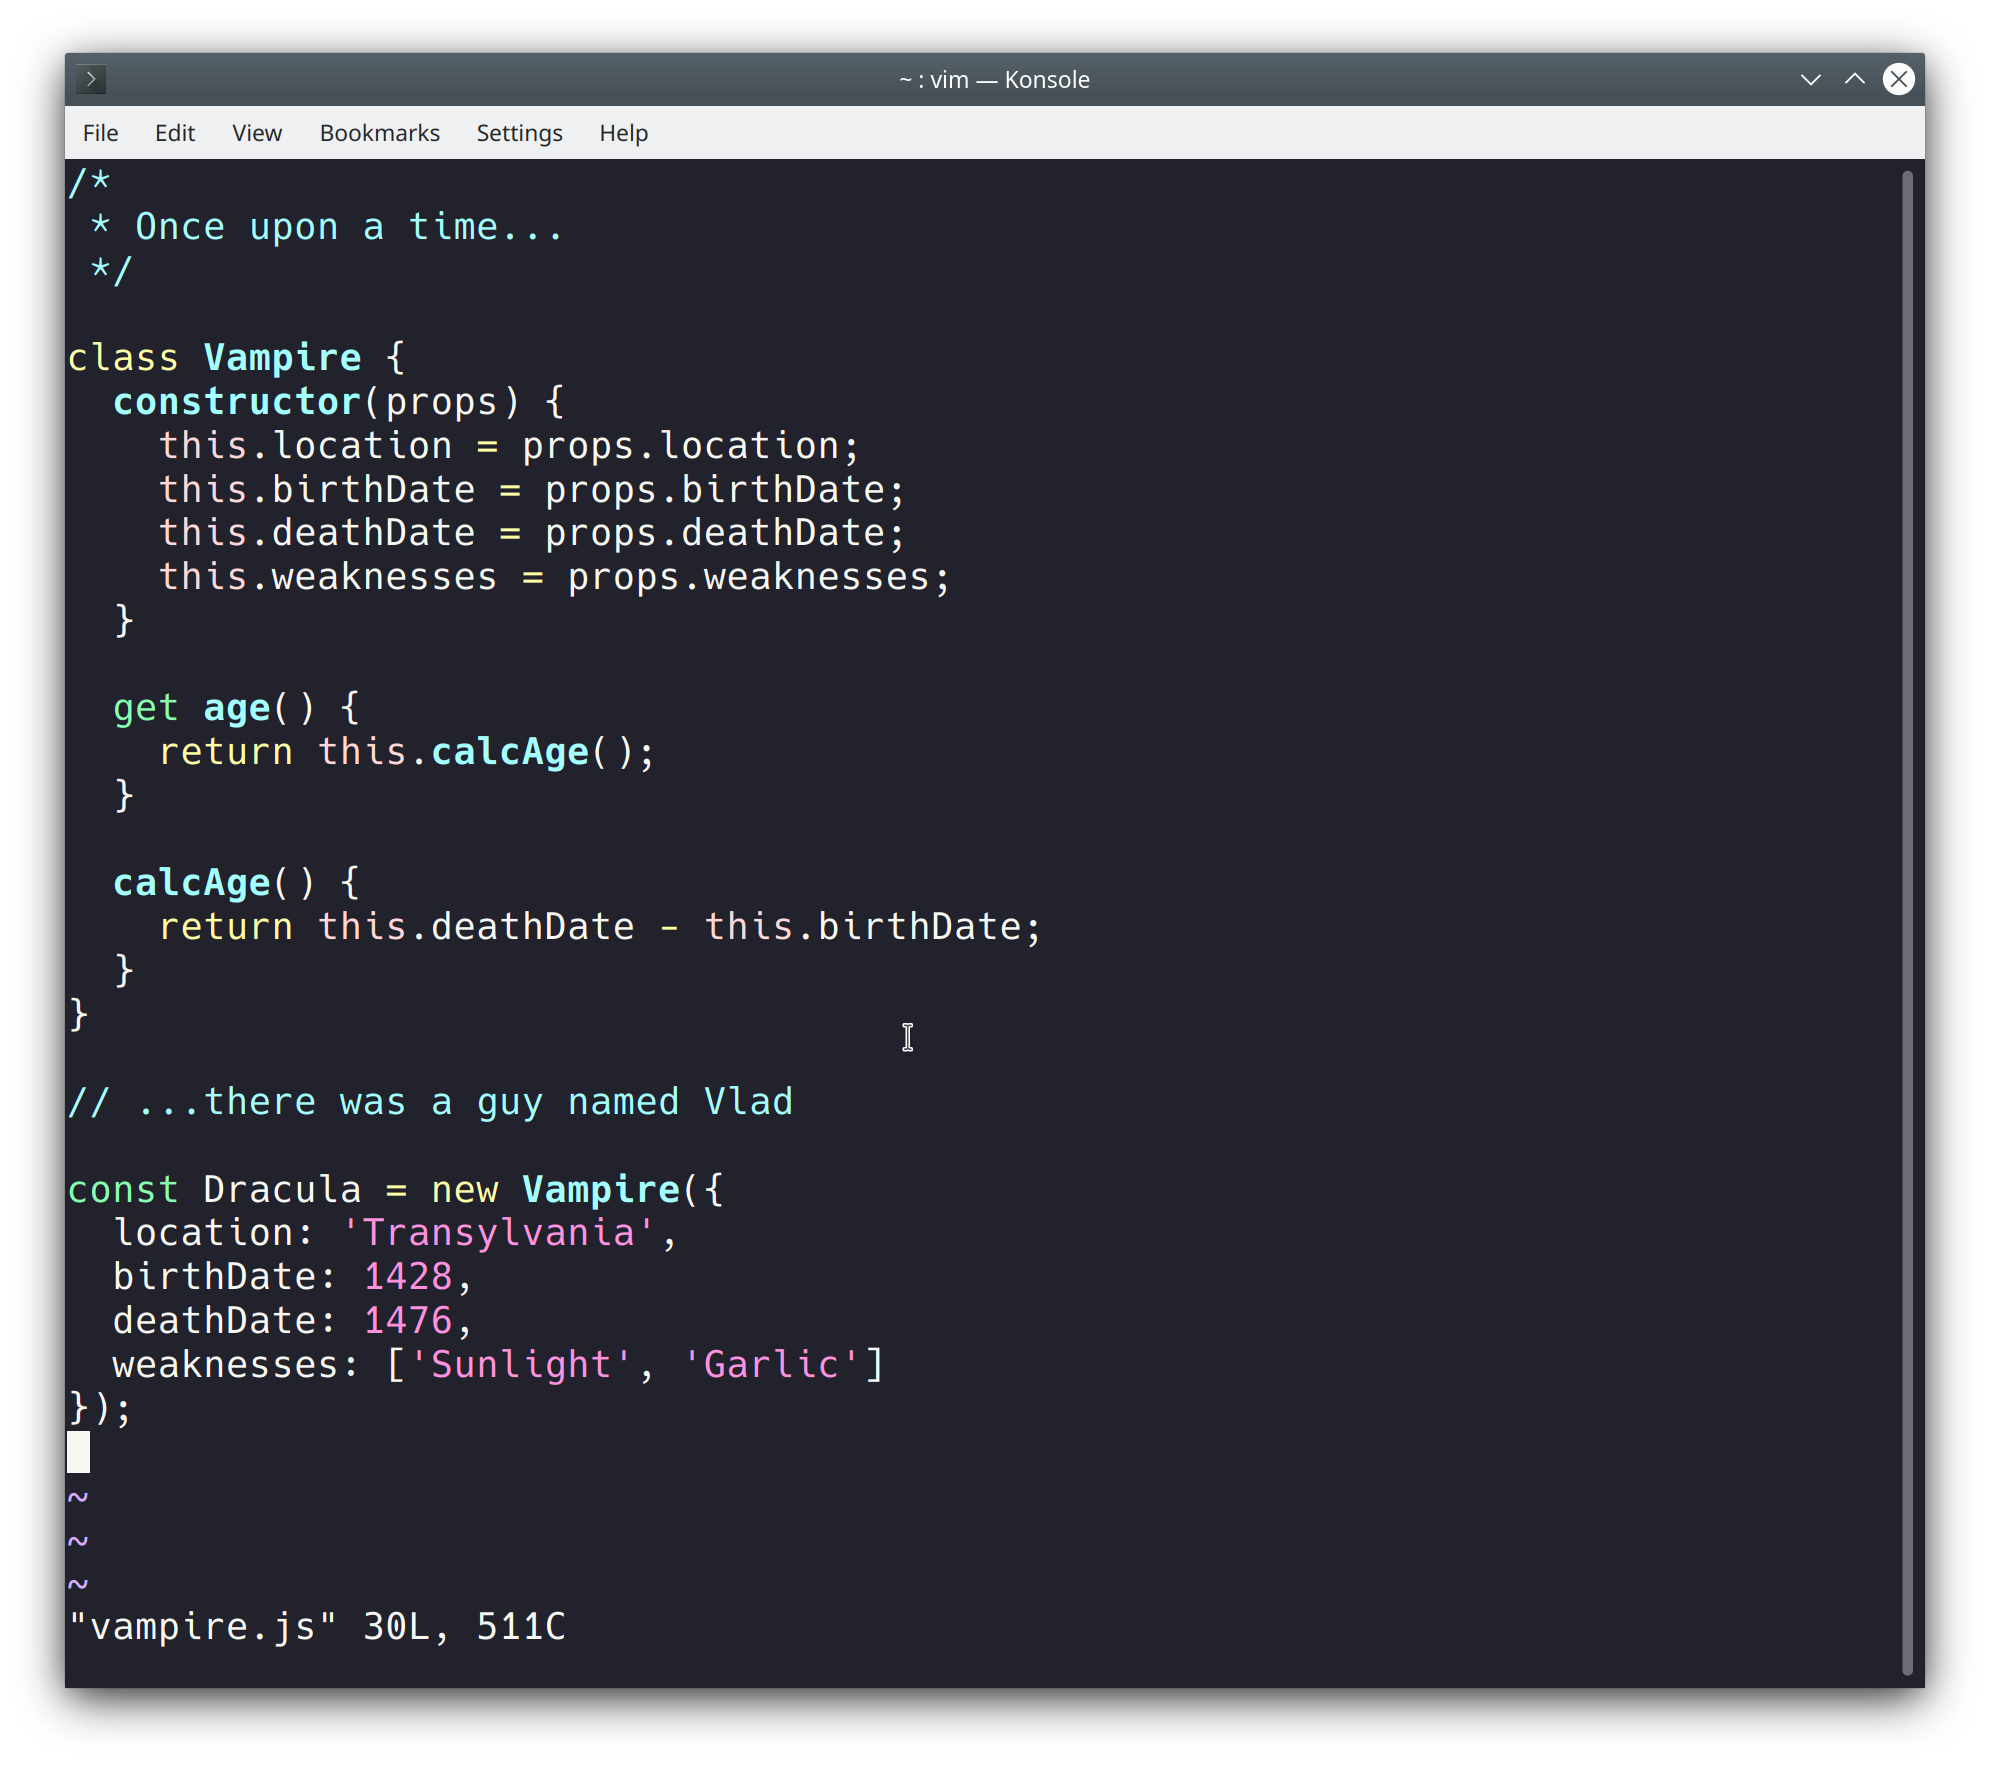 ~ : vim — Konsole
File Edit View Bookmarks Settings Help
/*
 * Once upon a time...
 */

class Vampire {
  constructor(props) {
    this.location = props.location;
    this.birthDate = props.birthDate;
    this.deathDate = props.deathDate;
    this.weaknesses = props.weaknesses;
  }

  get age() {
    return this.calcAge();
  }

  calcAge() {
    return this.deathDate - this.birthDate;
  }
}

// ...there was a guy named Vlad

const Dracula = new Vampire({
  location: 'Transylvania',
  birthDate: 1428,
  deathDate: 1476,
  weaknesses: ['Sunlight', 'Garlic']
});

~
~
~
"vampire.js" 30L, 511C